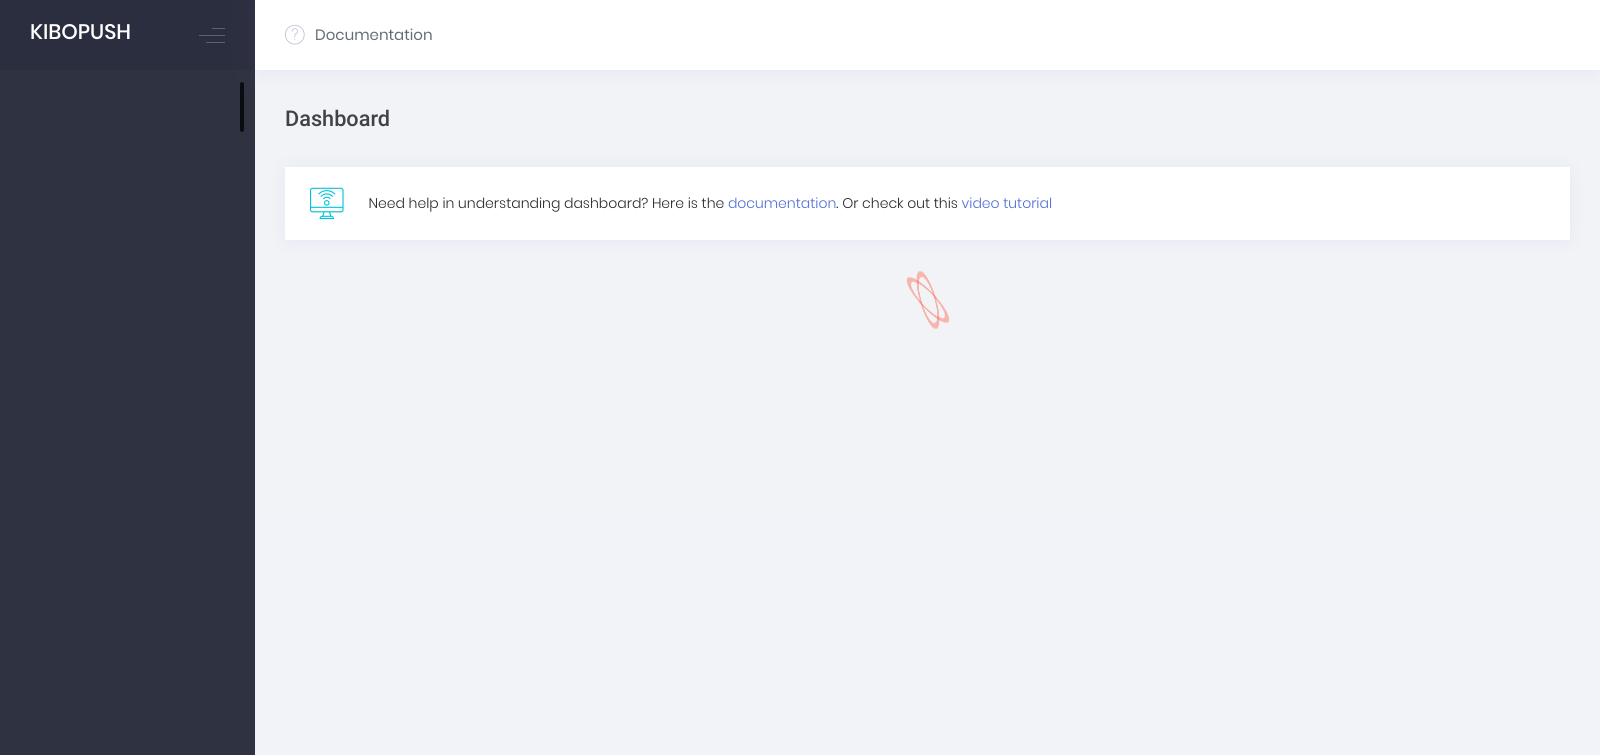 KIBOPUSH
Documentation
Dashboard
Need help in understanding dashboard? Here is the documentation. Or check out this video tutorial